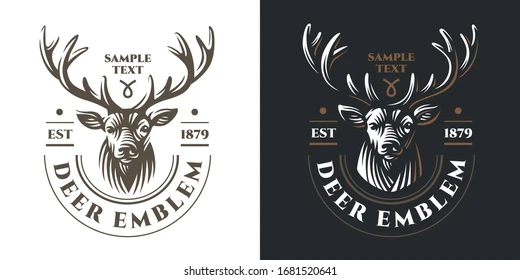 SAMPLE
TEXT
EST
1879
DEER EMBLEM
SAMPLE
TEXT
EST
1879
DEER EMBLEM
shutterstock.com · 1681520641